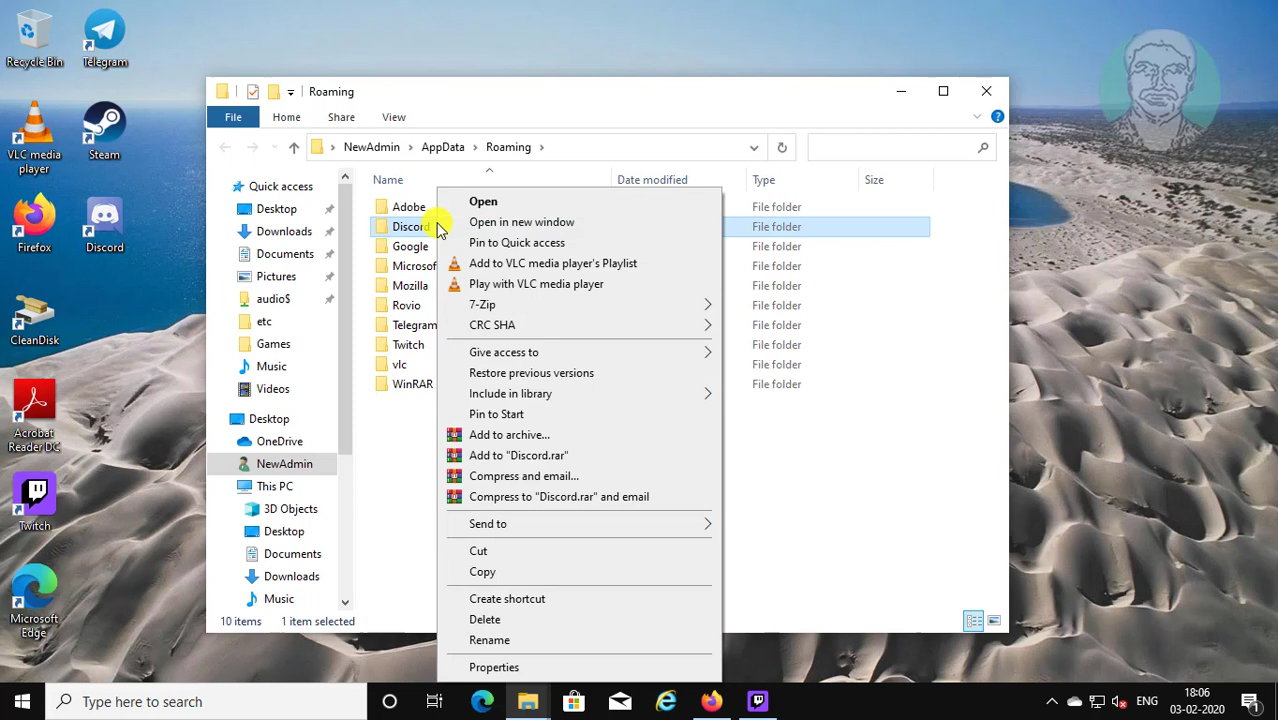 Recycle Bin
Telegram
VLC media
player
Steam
Firefox
Discord
CleanDisk
Acrobat
Reader DC
Twitch
Microsoft
Edge
Roaming
File
Home
Share
View
NewAdmin
AppData
Roaming
Name
Date modified
Type
Size
Quick access
Desktop
Downloads
Documents
Pictures
audio$
etc
Games
Music
Videos
Desktop
OneDrive
NewAdmin
This PC
3D Objects
Desktop
Documents
Downloads
Music
Adobe
File folder
Discord
File folder
Google
File folder
Microsof
File folder
Mozilla
File folder
Rovio
File folder
Telegram
File folder
Twitch
File folder
vlc
File folder
WinRAR
File folder
Open
Open in new window
Pin to Quick access
Add to VLC media player's Playlist
Play with VLC media player
7-Zip
CRC SHA
Give access to
Restore previous versions
Include in library
Pin to Start
Add to archive...
Add to "Discord.rar"
Compress and email...
Compress to "Discord.rar" and email
Send to
Cut
Copy
Create shortcut
Delete
Rename
Properties
10 items
1 item selected
Type here to search
ENG
18:06
03-02-2020
1